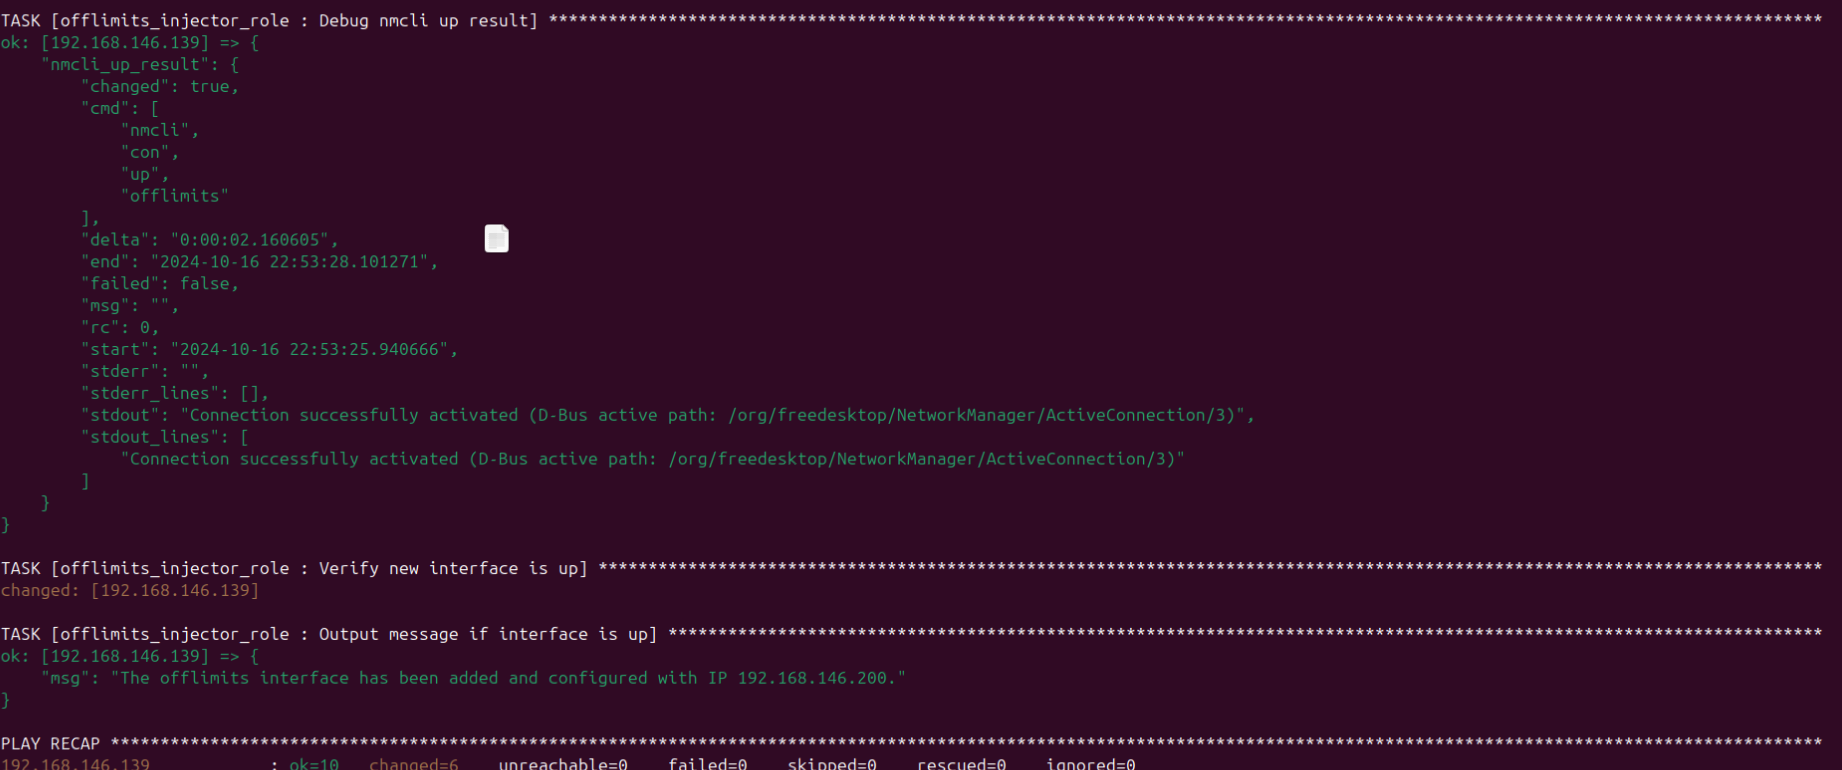 TASK [offlimits_injector_role : Debug nmcli up result] ********************************************************************************************************************************
ok: [192.168.146.139] => {
    "nmcli_up_result": {
        "changed": true,
        "cmd": [
            "nmcli",
            "con",
            "up",
            "offlimits"
        ],
        "delta": "0:00:02.160605",
        "end": "2024-10-16 22:53:28.101271",
        "failed": false,
        "msg": "",
        "rc": 0,
        "start": "2024-10-16 22:53:25.940666",
        "stderr": "",
        "stderr_lines": [],
        "stdout": "Connection successfully activated (D-Bus active path: /org/freedesktop/NetworkManager/ActiveConnection/3)",
        "stdout_lines": [
            "Connection successfully activated (D-Bus active path: /org/freedesktop/NetworkManager/ActiveConnection/3)"
        ]
    }
}
TASK [offlimits_injector_role : Verify new interface is up] ***************************************************************************************************************************
changed: [192.168.146.139]
TASK [offlimits_injector_role : Output message if interface is up] ********************************************************************************************************************
ok: [192.168.146.139] => {
    "msg": "The offlimits interface has been added and configured with IP 192.168.146.200."
}
PLAY RECAP ****************************************************************************************************************************************************************************
192.168.146.139            : ok=10   changed=6    unreachable=0    failed=0    skipped=0    rescued=0    ignored=0